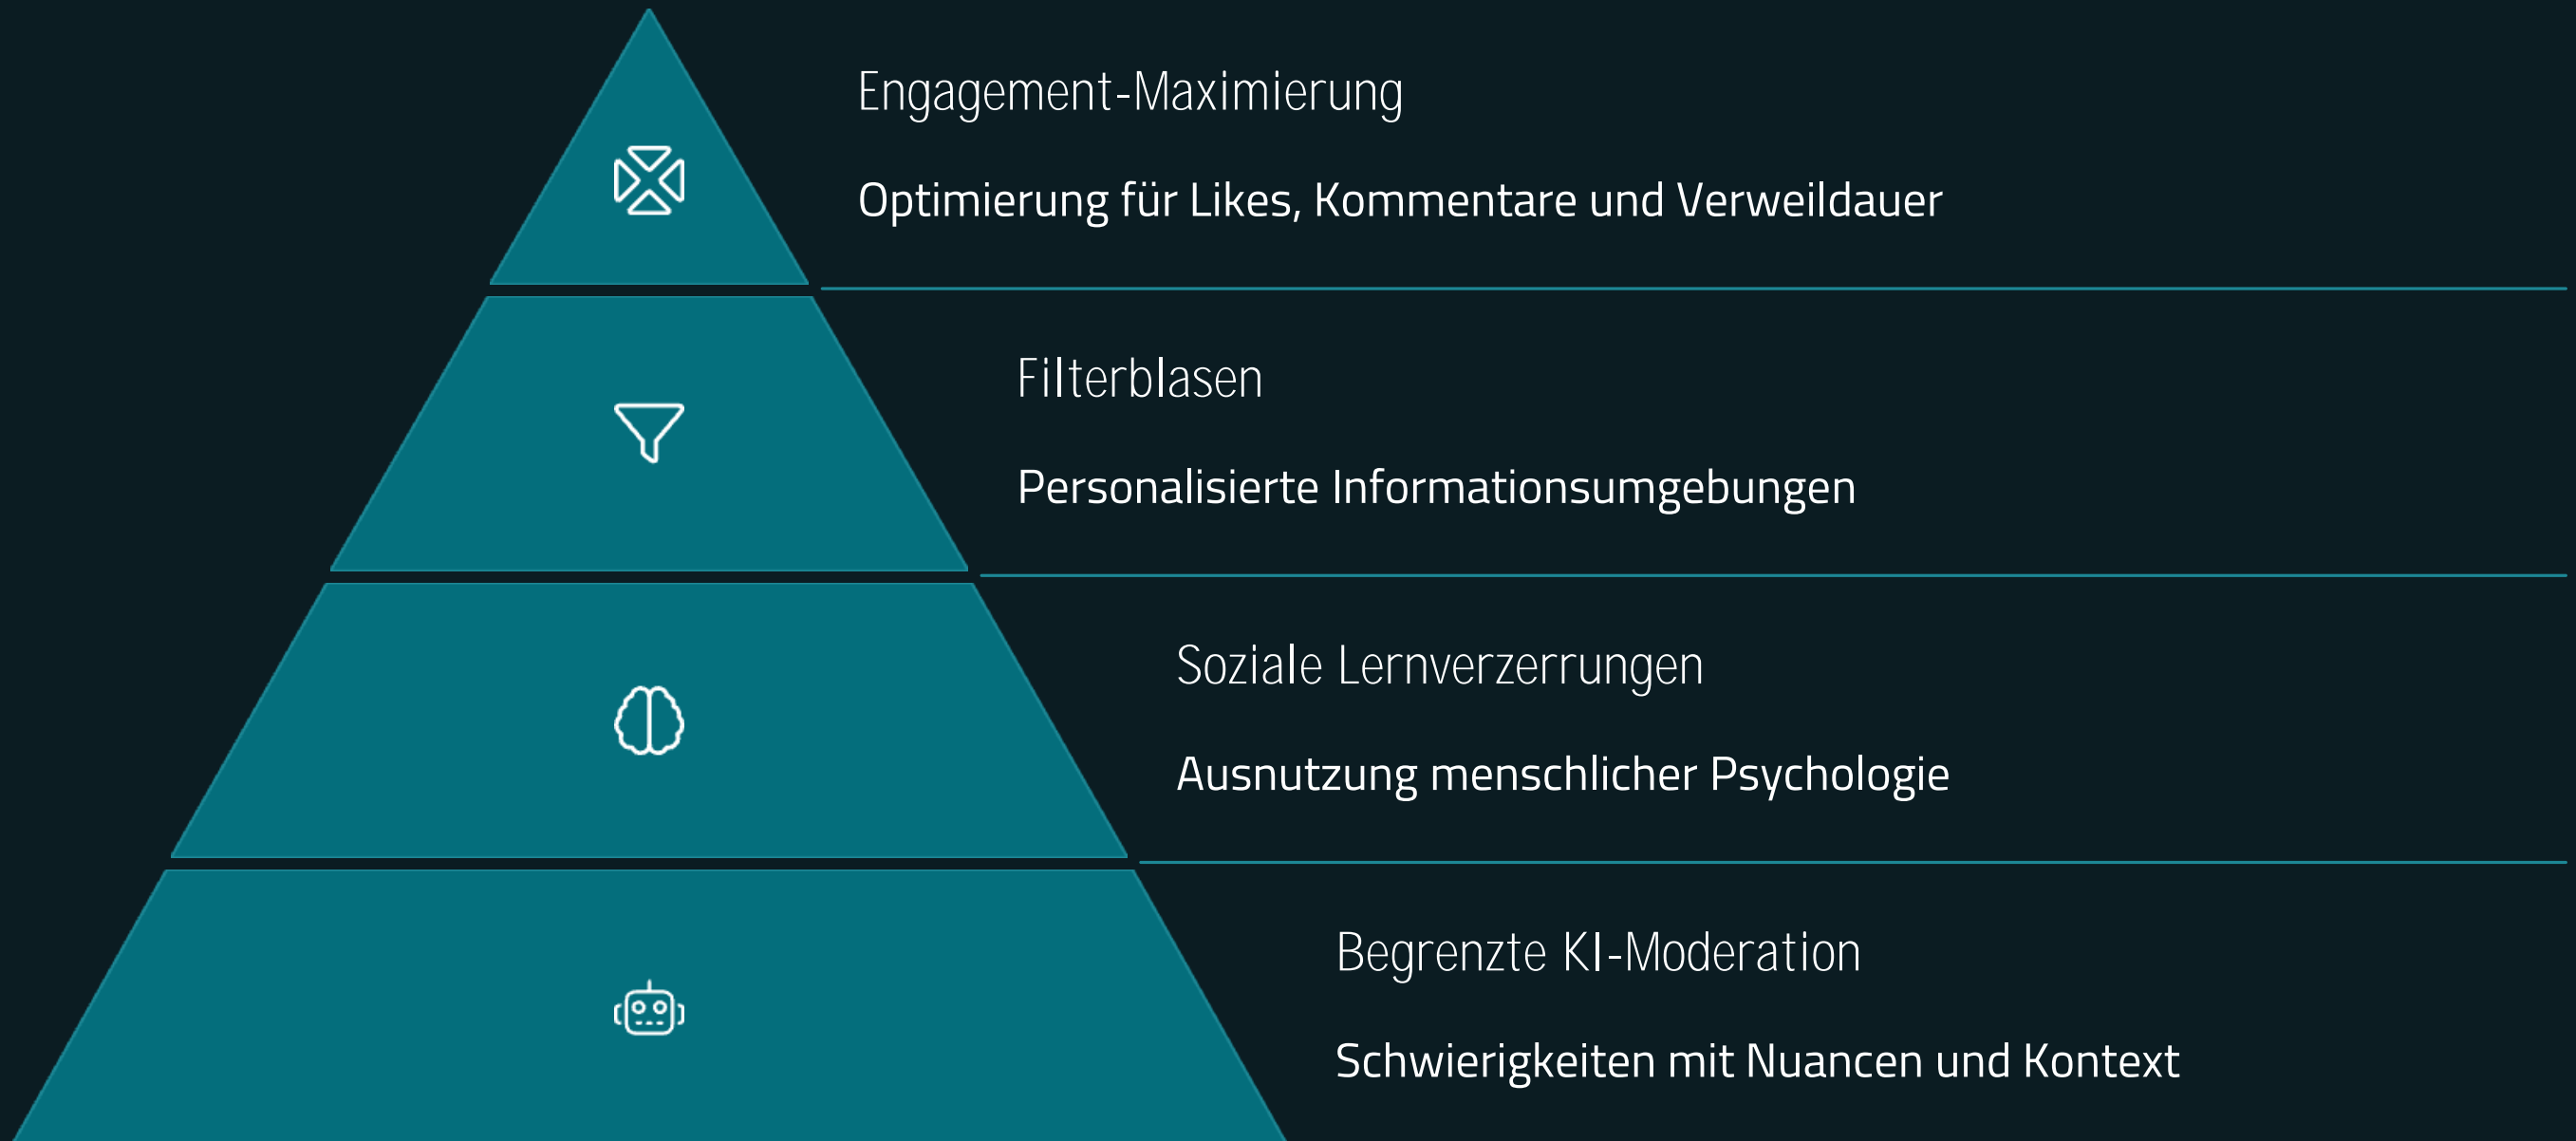 Engagement-Maximierung
Optimierung für Likes, Kommentare und Verweildauer
Filterblasen
Personalisierte Informationsumgebungen
Soziale Lernverzerrungen
Ausnutzung menschlicher Psychologie
Begrenzte KI-Moderation
Schwierigkeiten mit Nuancen und Kontext